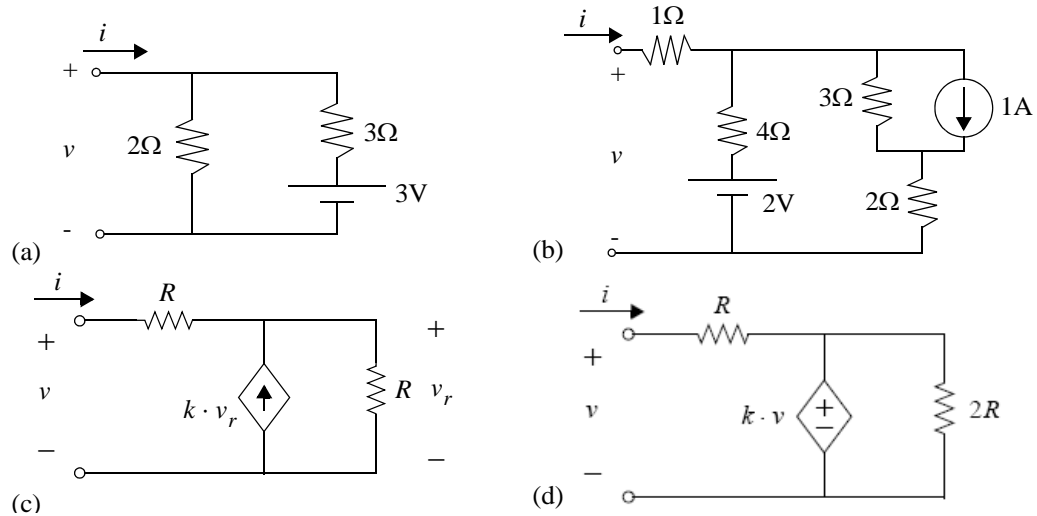 i
+
2Ω
3Ω
v
3V
-
(a)
i
1Ω
+
3Ω
1A
4Ω
v
2V
2Ω
-
(b)
i
R
+
+
v
k · v_r
R
v_r
−
−
(c)
i
R
+
v
k · v
+
−
2R
−
(d)